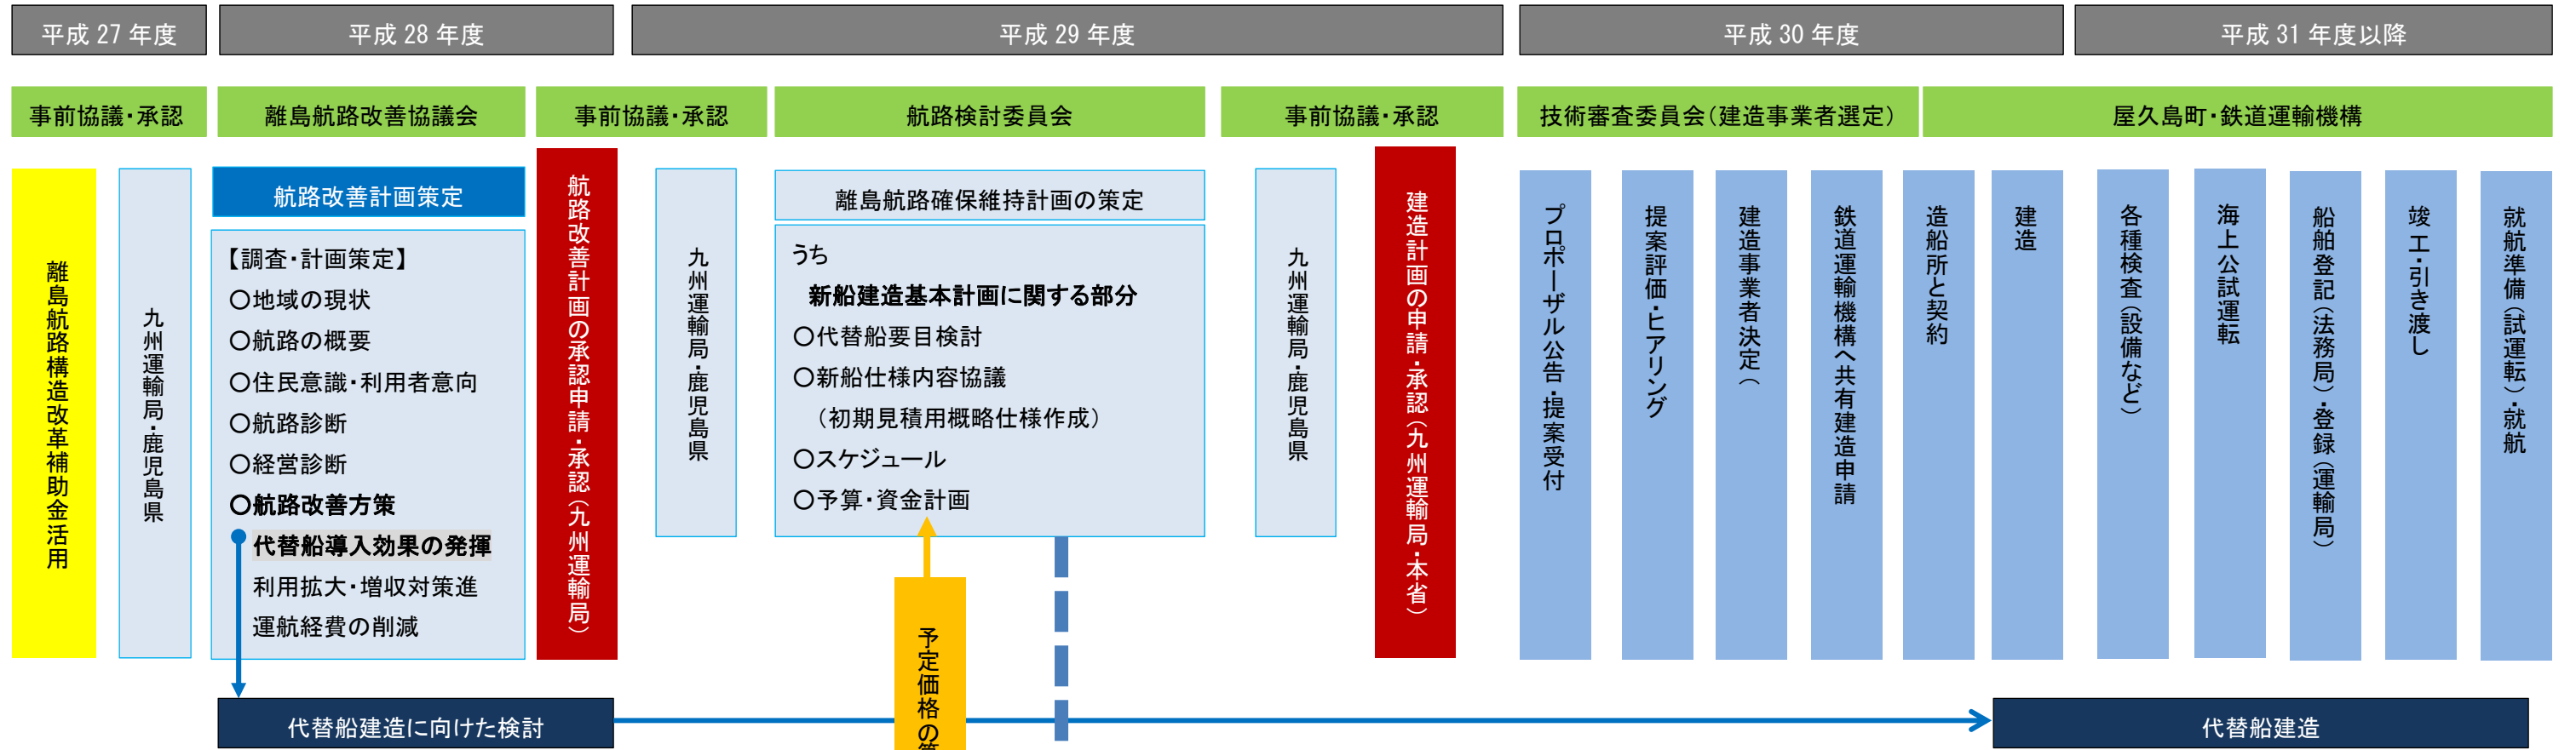 平成 27 年度
平成 28 年度
平成 29 年度
平成 30 年度
平成 31 年度以降
事前協議・承認
離島航路改善協議会
事前協議・承認
航路検討委員会
事前協議・承認
技術審査委員会(建造事業者選定)
屋久島町・鉄道運輸機構
離島航路構造改革補助金活用
九州運輸局・鹿児島県
航路改善計画策定
【調査・計画策定】
〇地域の現状
〇航路の概要
〇住民意識・利用者意向
〇航路診断
〇経営診断
〇航路改善方策
代替船導入効果の発揮
利用拡大・増収対策進
運航経費の削減
航路改善計画の承認申請・承認(九州運輸局)
九州運輸局・鹿児島県
離島航路確保維持計画の策定
うち
新船建造基本計画に関する部分
〇代替船要目検討
〇新船仕様内容協議
(初期見積用概略仕様作成)
〇スケジュール
〇予算・資金計画
九州運輸局・鹿児島県
建造計画の申請・承認(九州運輸局・本省)
プロポーザル公告・提案受付
提案評価・ヒアリング
建造事業者決定(
鉄道運輸機構へ共有建造申請
造船所と契約
建造
各種検査(設備など)
海上公試運転
船舶登記(法務局)・登録(運輸局)
竣工・引き渡し
就航準備(試運転)・就航
予定価格の
代替船建造に向けた検討
代替船建造